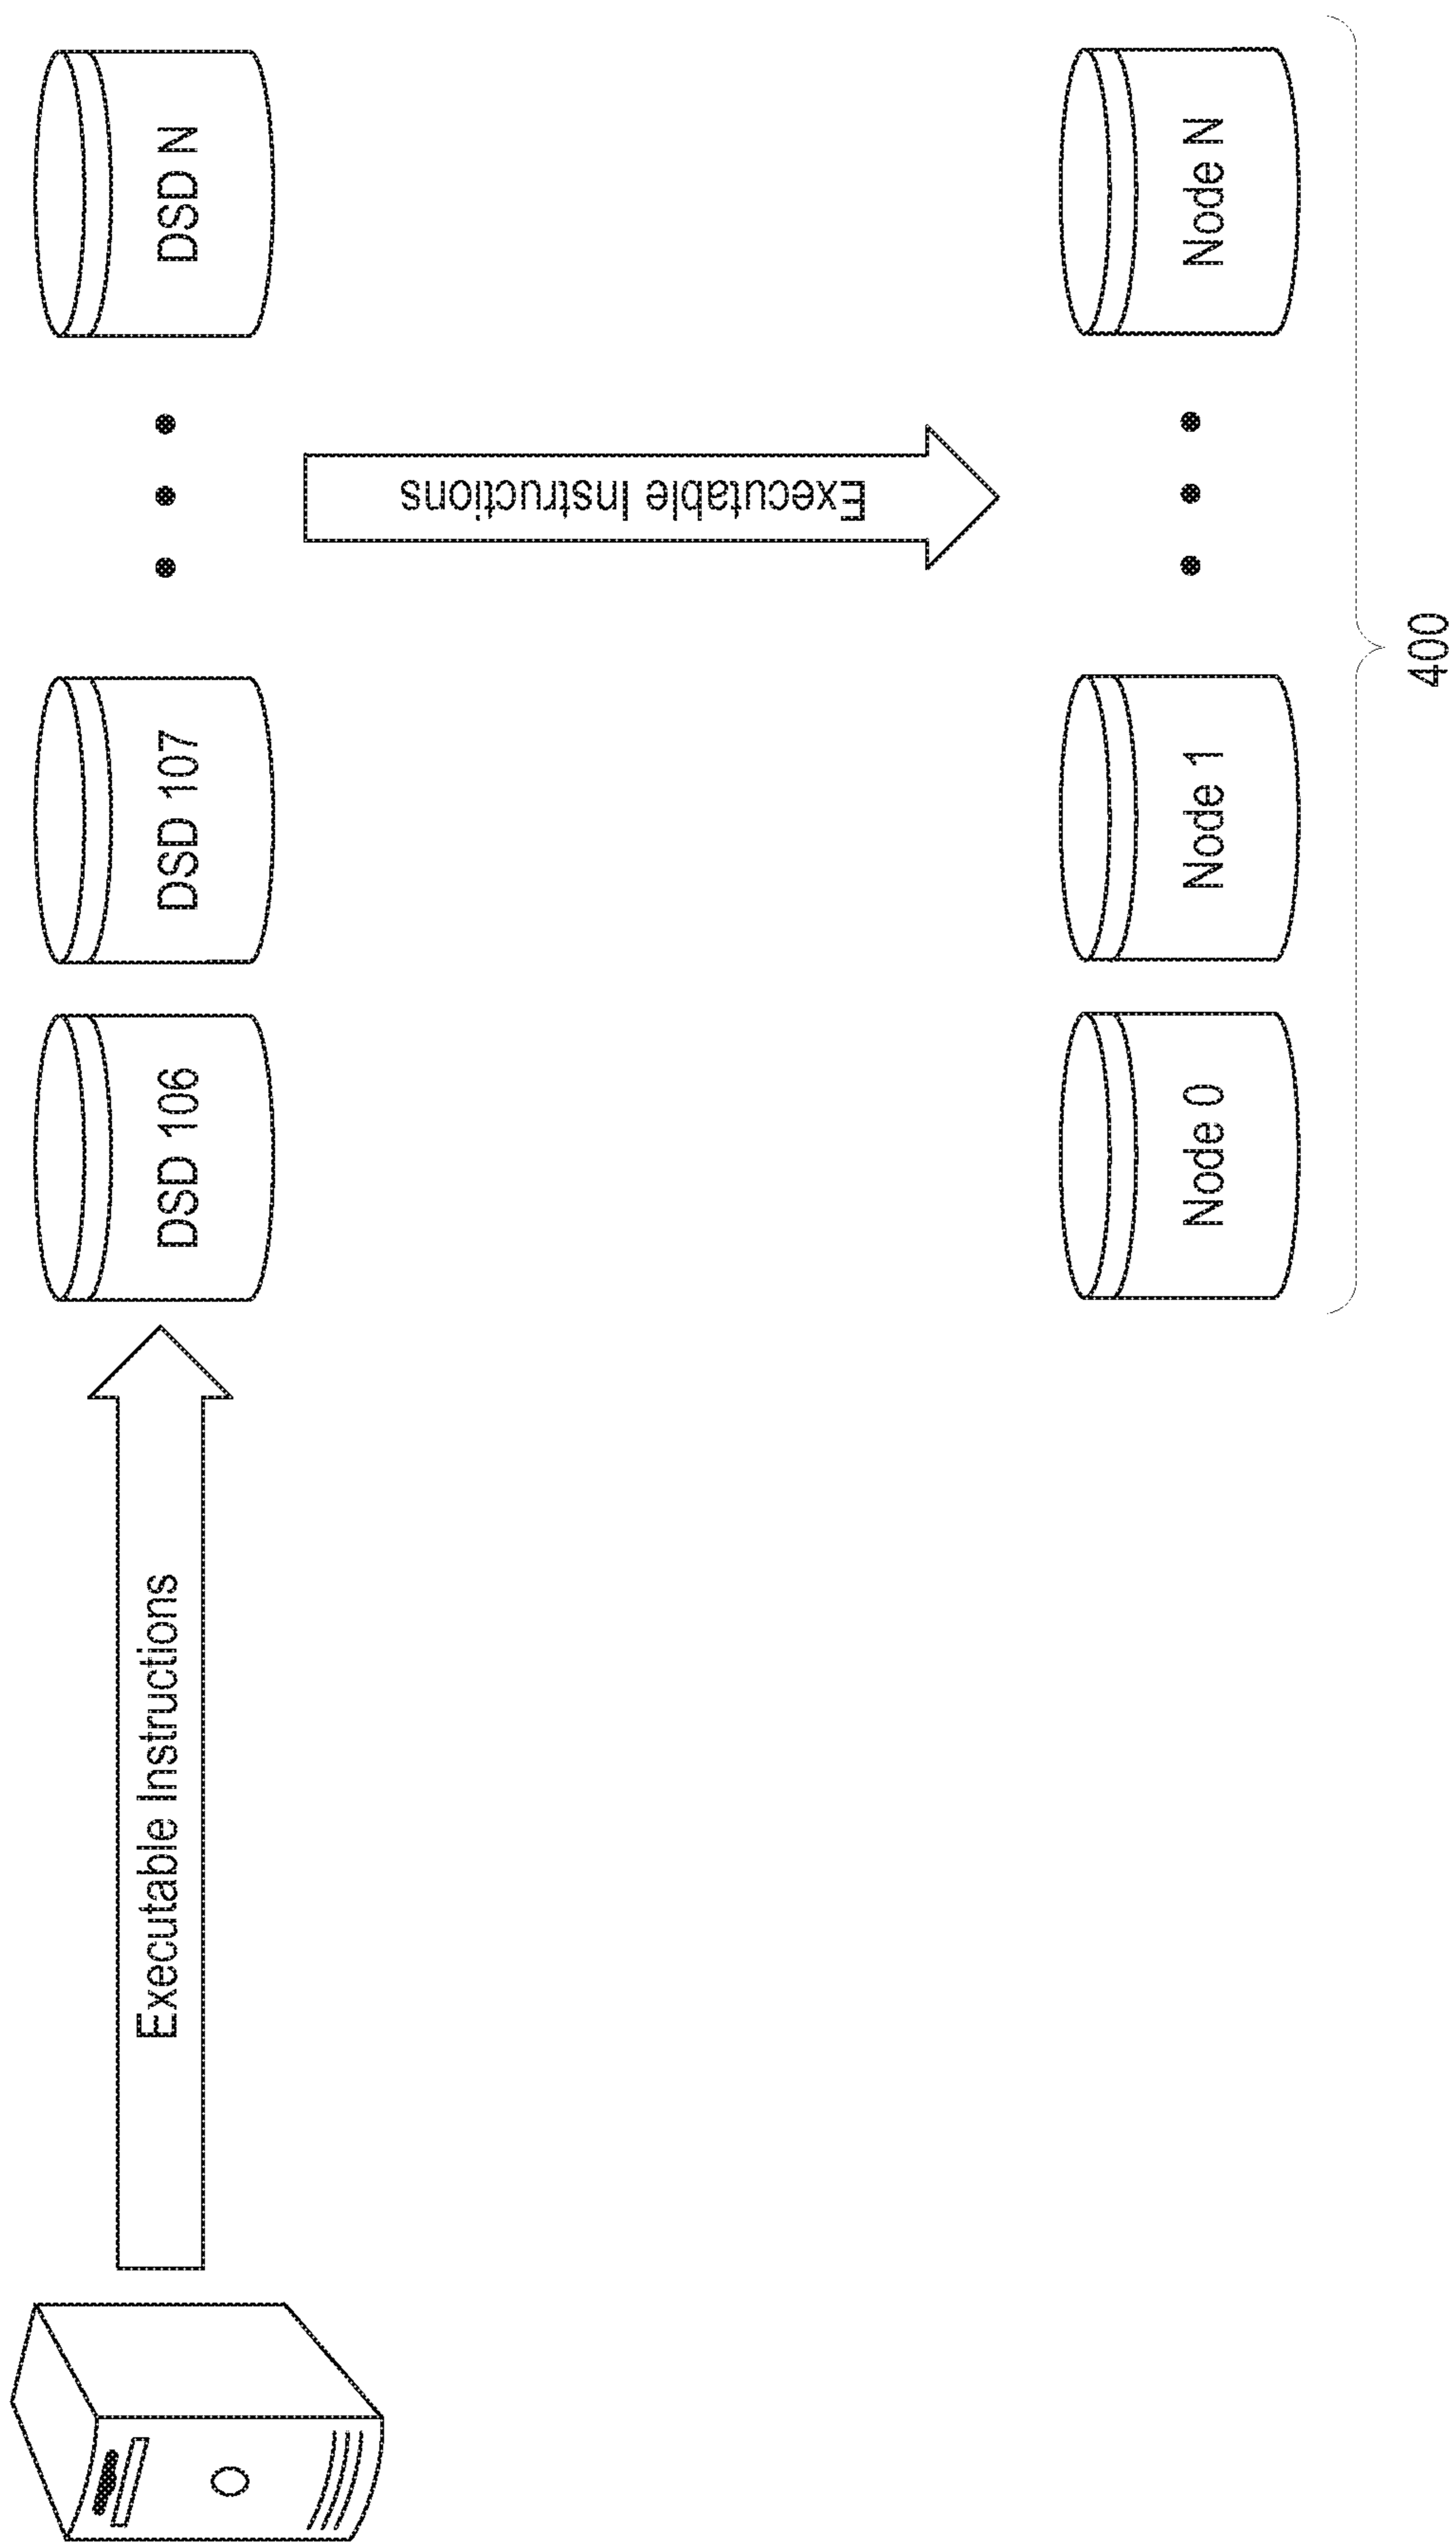 Executable Instructions
DSD 106
DSD 107
DSD N
Executable Instructions
Node 0
Node 1
Node N
400